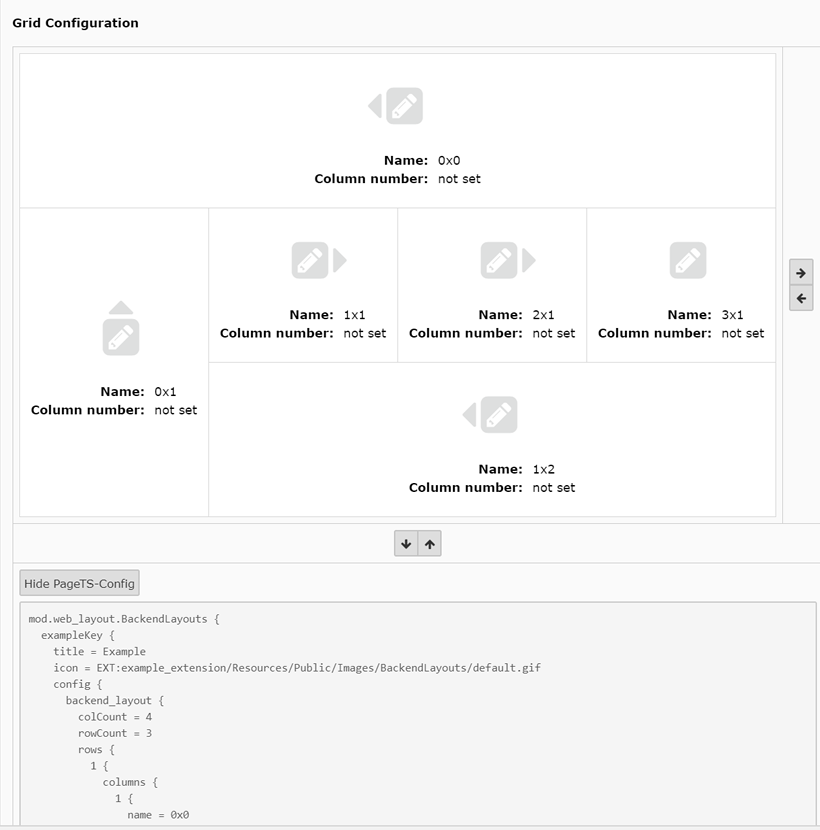 Grid Configuration
Name: 0x0
Column number: not set
Name: 0x1
Column number: not set
Name: 1x1
Column number: not set
Name: 2x1
Column number: not set
Name: 3x1
Column number: not set
Name: 1x2
Column number: not set
Hide PageTS-Config
mod.web_layout.BackendLayouts {
  exampleKey {
    title = Example
    icon = EXT:example_extension/Resources/Public/Images/BackendLayouts/default.gif
    config {
      backend_layout {
        colCount = 4
        rowCount = 3
        rows {
          1 {
            columns {
              1 {
                name = 0x0